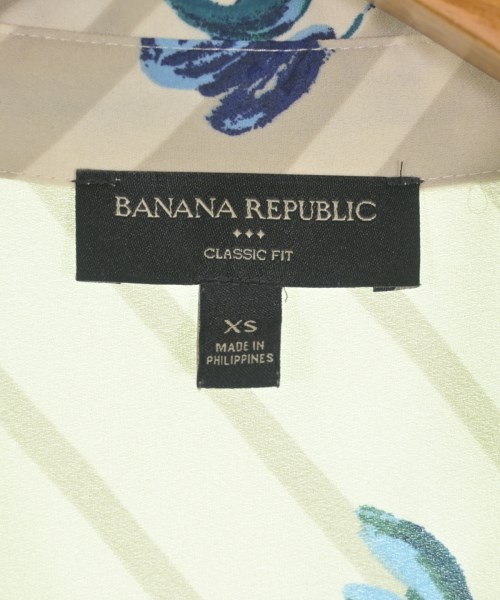 BANANA REPUBLIC
CLASSIC FIT
XS
MADE IN
PHILIPPINES